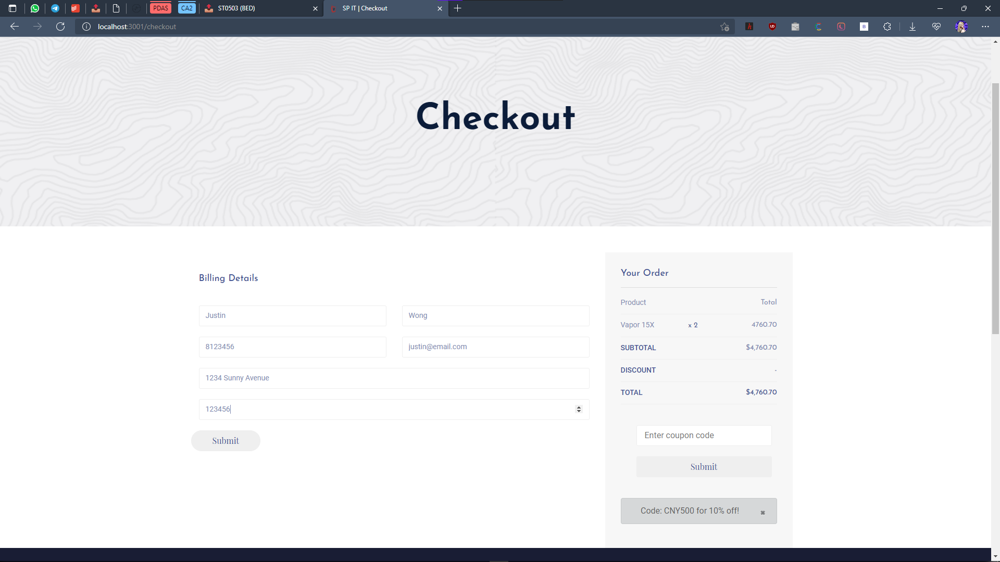 PDAS
CA2
ST0503 (BED)
SP IT | Checkout
localhost:3001/checkout
Checkout
Billing Details
Justin
Wong
8123456
justin@email.com
1234 Sunny Avenue
123456
Submit
Your Order
Product Total
Vapor 15X x 2 4760.70
SUBTOTAL $4,760.70
DISCOUNT -
TOTAL $4,760.70
Enter coupon code
Submit
Code: CNY500 for 10% off!